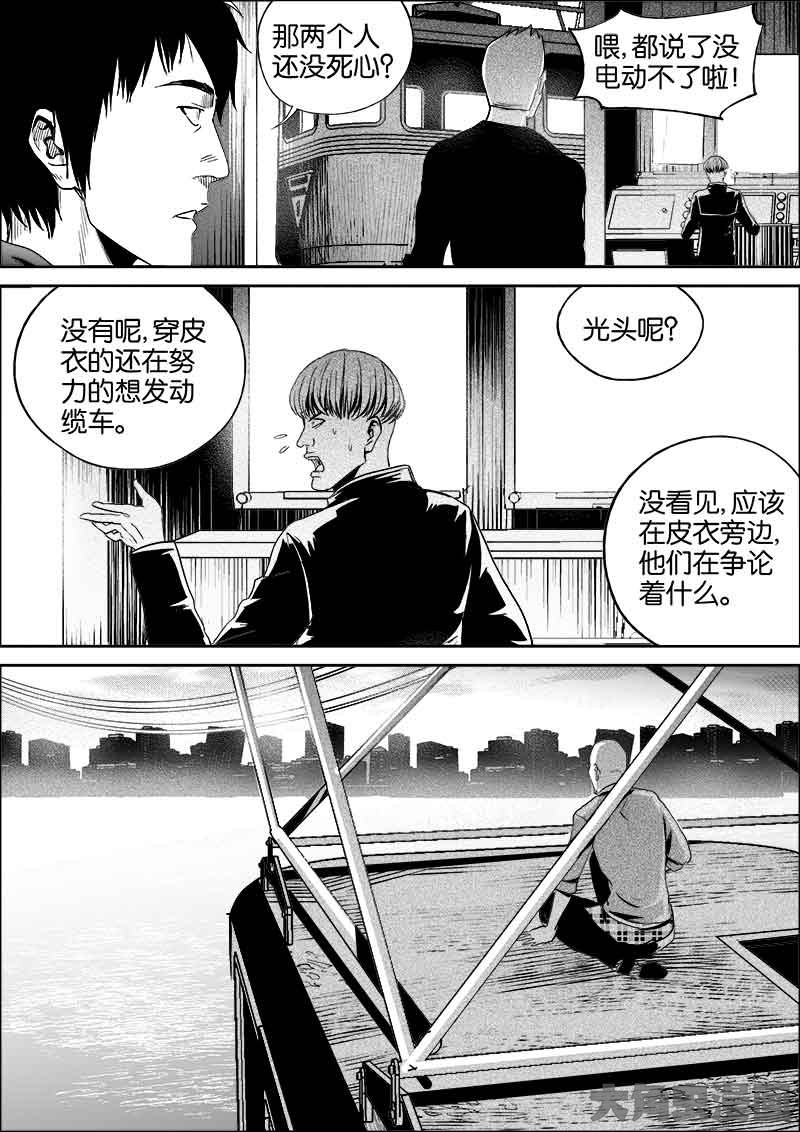 那两个人
还没死心？
喂，都说了没
电动不了啦！
没有呢，穿皮
衣的还在努
力的想发动
缆车。
光头呢？
没看见，应该
在皮衣旁边，
他们在争论
着什么。